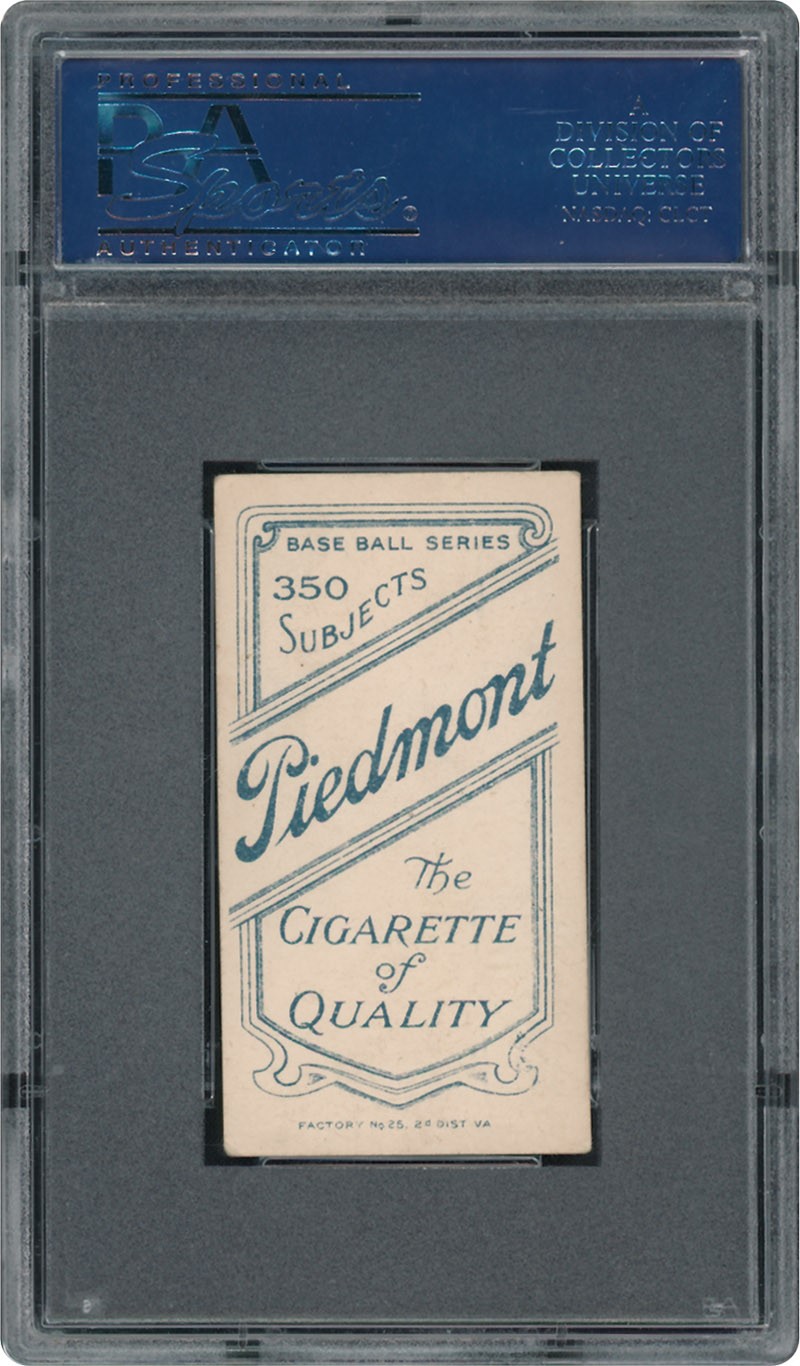 PROFESSIONAL
PSA
Sports
AUTHENTICATOR
A
DIVISION OF
COLLECTORS
UNIVERSE
NASDAQ: CLCT
BASE BALL SERIES
350
SUBJECTS
Piedmont
The
CIGARETTE
of
QUALITY
FACTORY No 25, 2d DIST VA
PSA